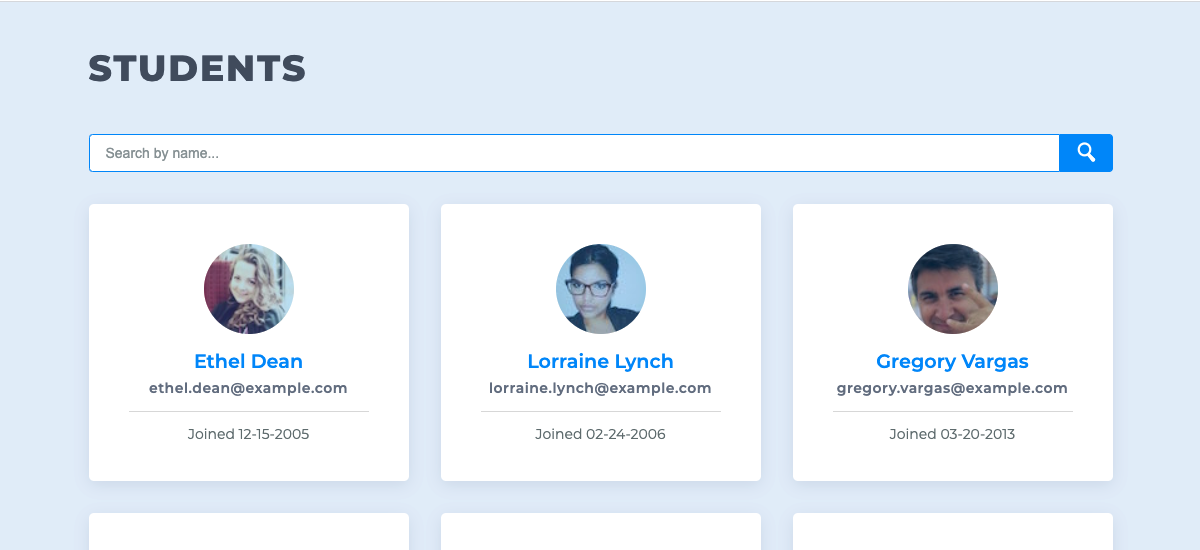 STUDENTS
Search by name...
Ethel Dean
ethel.dean@example.com
Joined 12-15-2005
Lorraine Lynch
lorraine.lynch@example.com
Joined 02-24-2006
Gregory Vargas
gregory.vargas@example.com
Joined 03-20-2013